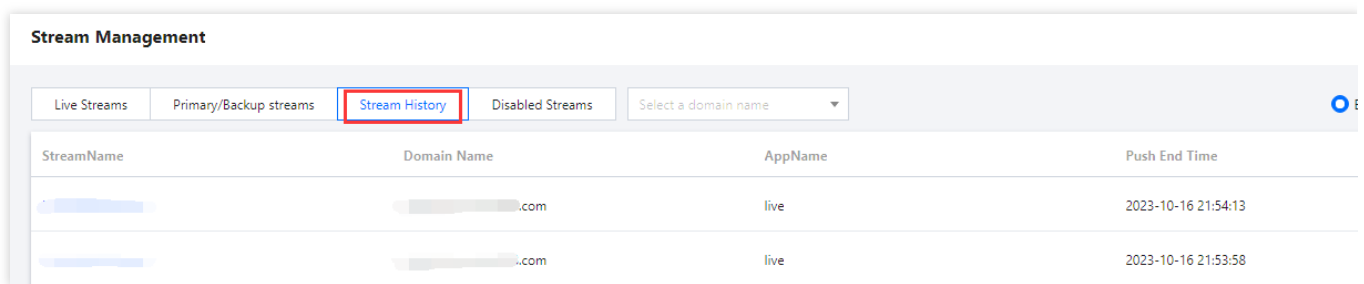 Stream Management
Live Streams Primary/Backup streams Stream History Disabled Streams Select a domain name
StreamName Domain Name AppName Push End Time
.com live 2023-10-16 21:54:13
.com live 2023-10-16 21:53:58